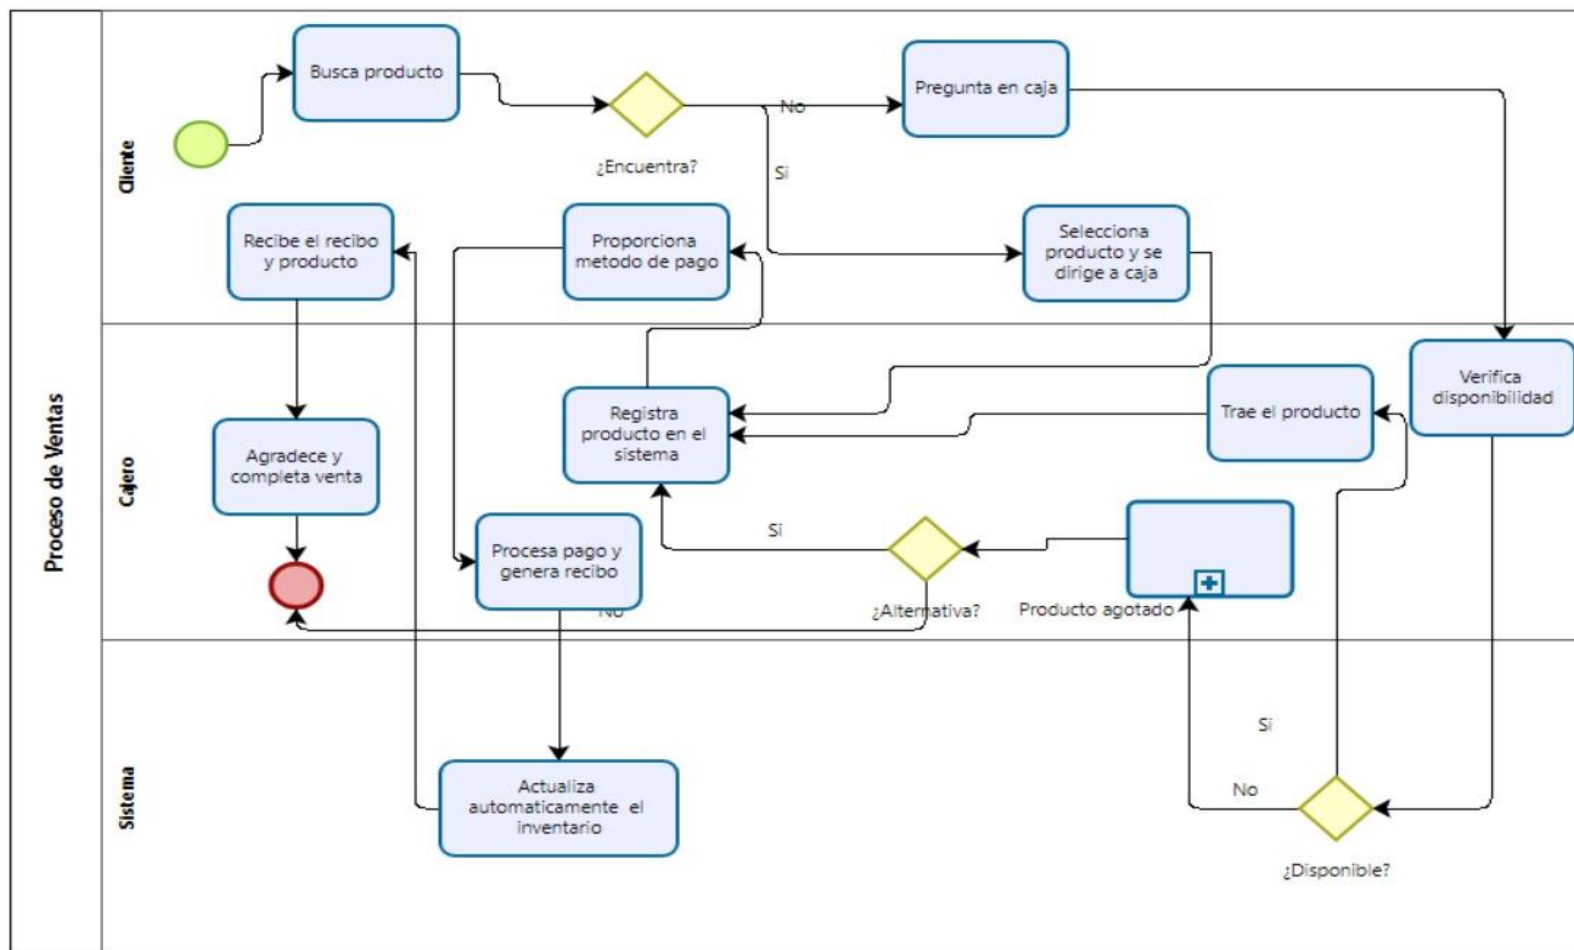 Proceso de Ventas
Cliente
Busca producto
¿Encuentra?
No
Si
Pregunta en caja
Recibe el recibo
y producto
Proporciona
metodo de pago
Selecciona
producto y se
dirige a caja
Cajero
Agradece y
completa venta
Registra
producto en el
sistema
Trae el producto
Verifica
disponibilidad
Procesa pago y
genera recibo
Si
No
¿Alternativa?
Producto agotado
Sistema
Actualiza
automaticamente el
inventario
Si
No
¿Disponible?